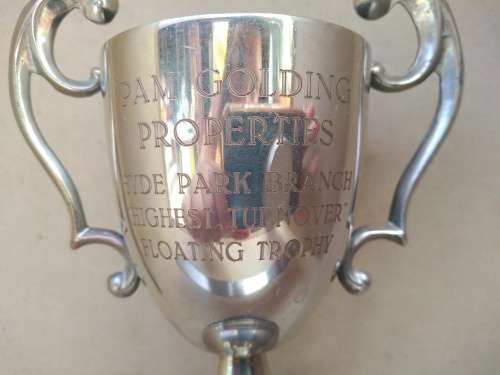 PAM GOLDING
PROPERTIES
HYDE PARK BRANCH
"HIGHEST TURNOVER"
FLOATING TROPHY